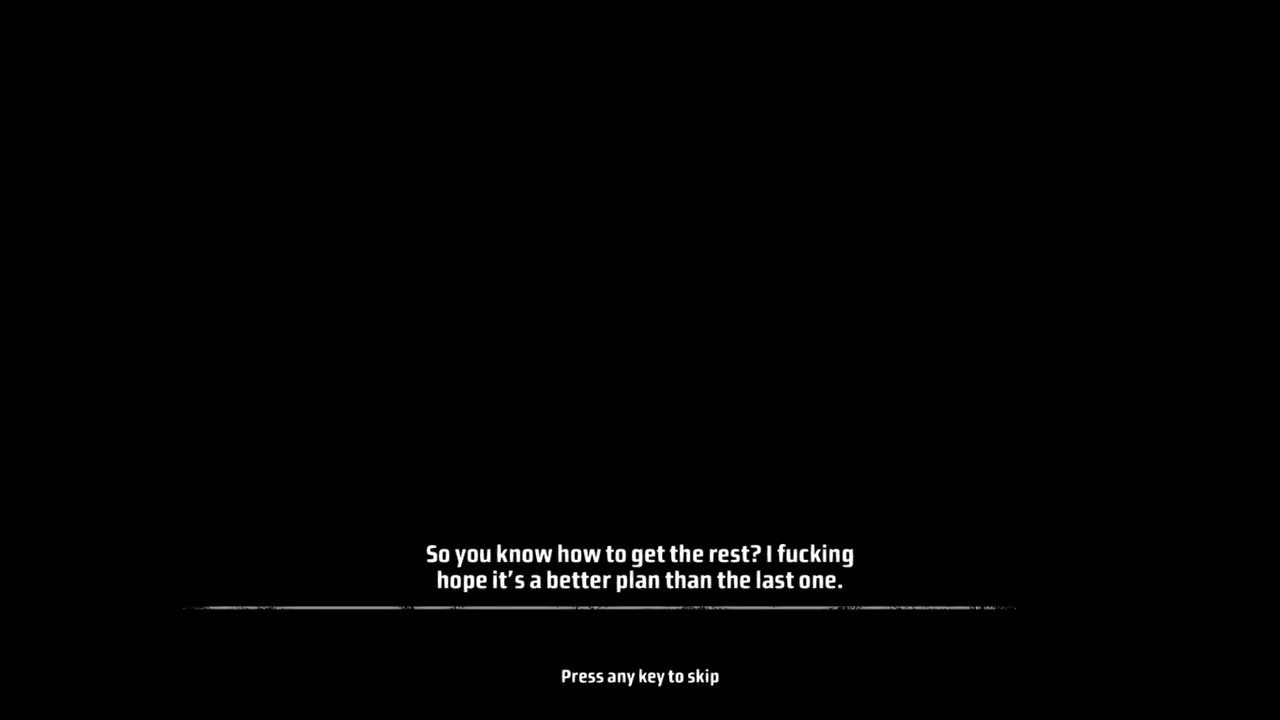 So you know how to get the rest? I fucking
hope it’s a better plan than the last one.
Press any key to skip